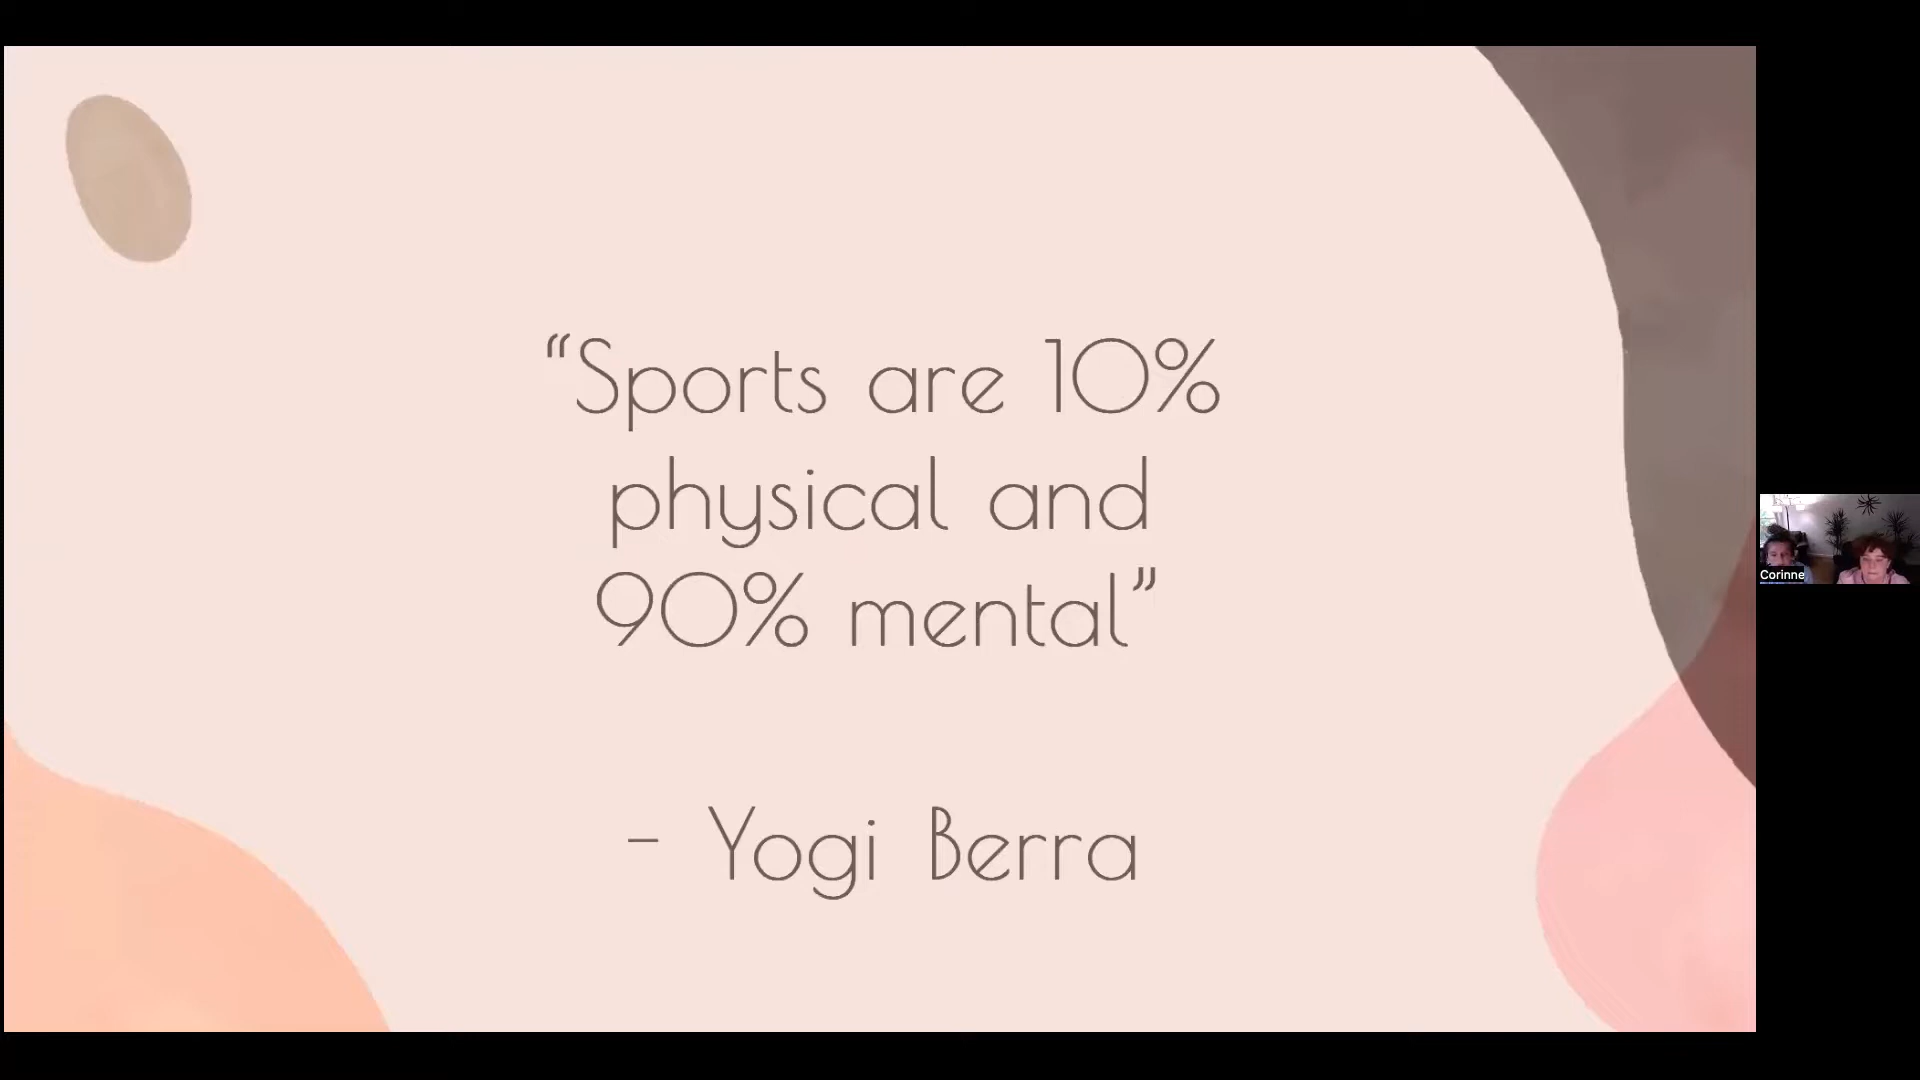 “Sports are 10%
physical and
90% mental”
- Yogi Berra
Corinne